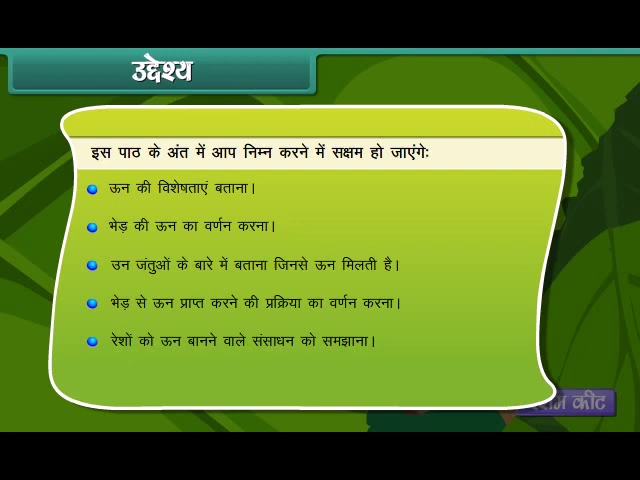 उद्देश्य
इस पाठ के अंत में आप निम्न करने में सक्षम हो जाएंगेः
ऊन की विशेषताएं बताना।
भेड़ की ऊन का वर्णन करना।
उन जंतुओं के बारे में बताना जिनसे ऊन मिलती है।
भेड़ से ऊन प्राप्त करने की प्रक्रिया का वर्णन करना।
रेशों को ऊन बानने वाले संसाधन को समझाना।
कीट